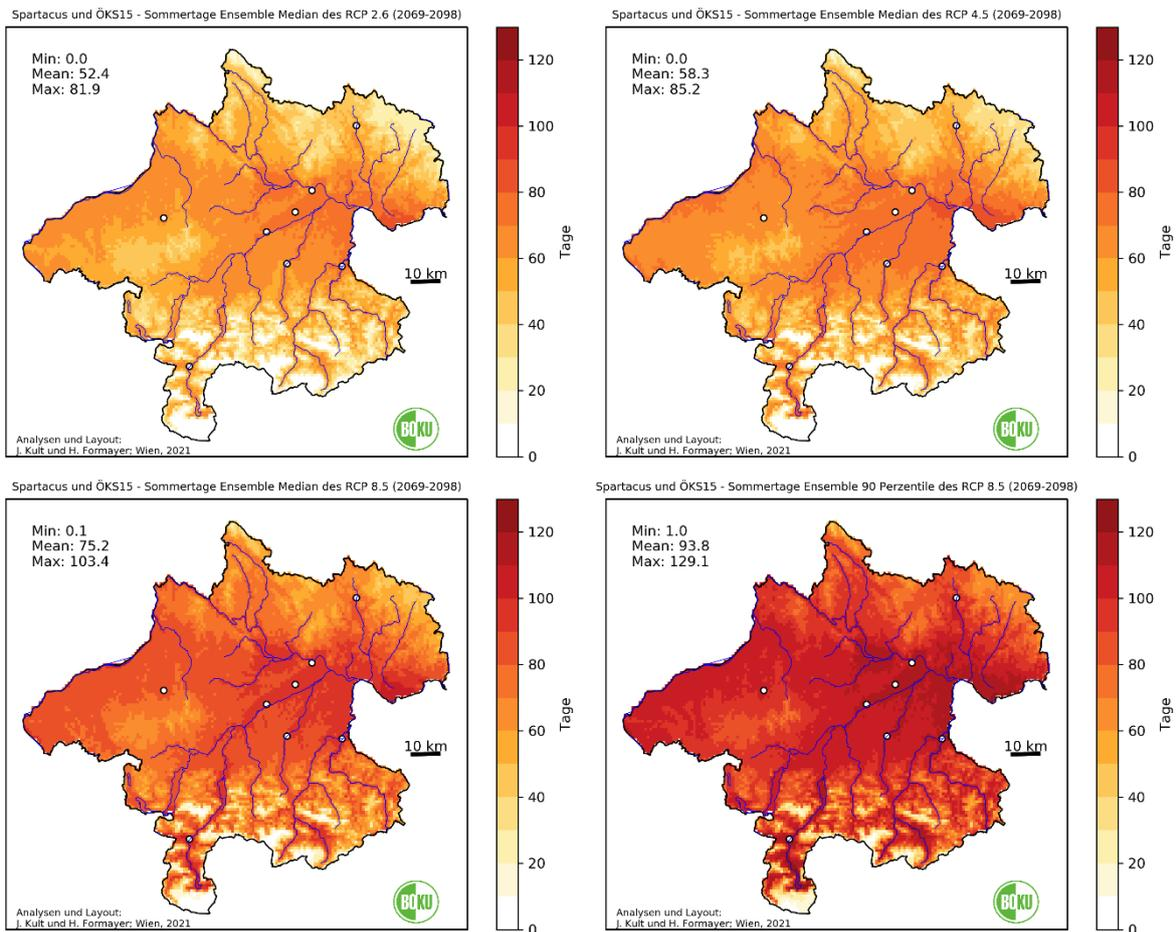 Spartacus und ÖKS15 - Sommertage Ensemble Median des RCP 2.6 (2069-2098)
Min: 0.0
Mean: 52.4
Max: 81.9
10 km
BOKU
Analysen und Layout:
J. Kult und H. Formayer; Wien, 2021
120
100
80
60
40
20
0
Tage
Spartacus und ÖKS15 - Sommertage Ensemble Median des RCP 4.5 (2069-2098)
Min: 0.0
Mean: 58.3
Max: 85.2
10 km
BOKU
Analysen und Layout:
J. Kult und H. Formayer; Wien, 2021
120
100
80
60
40
20
0
Tage
Spartacus und ÖKS15 - Sommertage Ensemble Median des RCP 8.5 (2069-2098)
Min: 0.1
Mean: 75.2
Max: 103.4
10 km
BOKU
Analysen und Layout:
J. Kult und H. Formayer; Wien, 2021
120
100
80
60
40
20
0
Tage
Spartacus und ÖKS15 - Sommertage Ensemble 90 Perzentile des RCP 8.5 (2069-2098)
Min: 1.0
Mean: 93.8
Max: 129.1
10 km
BOKU
Analysen und Layout:
J. Kult und H. Formayer; Wien, 2021
120
100
80
60
40
20
0
Tage